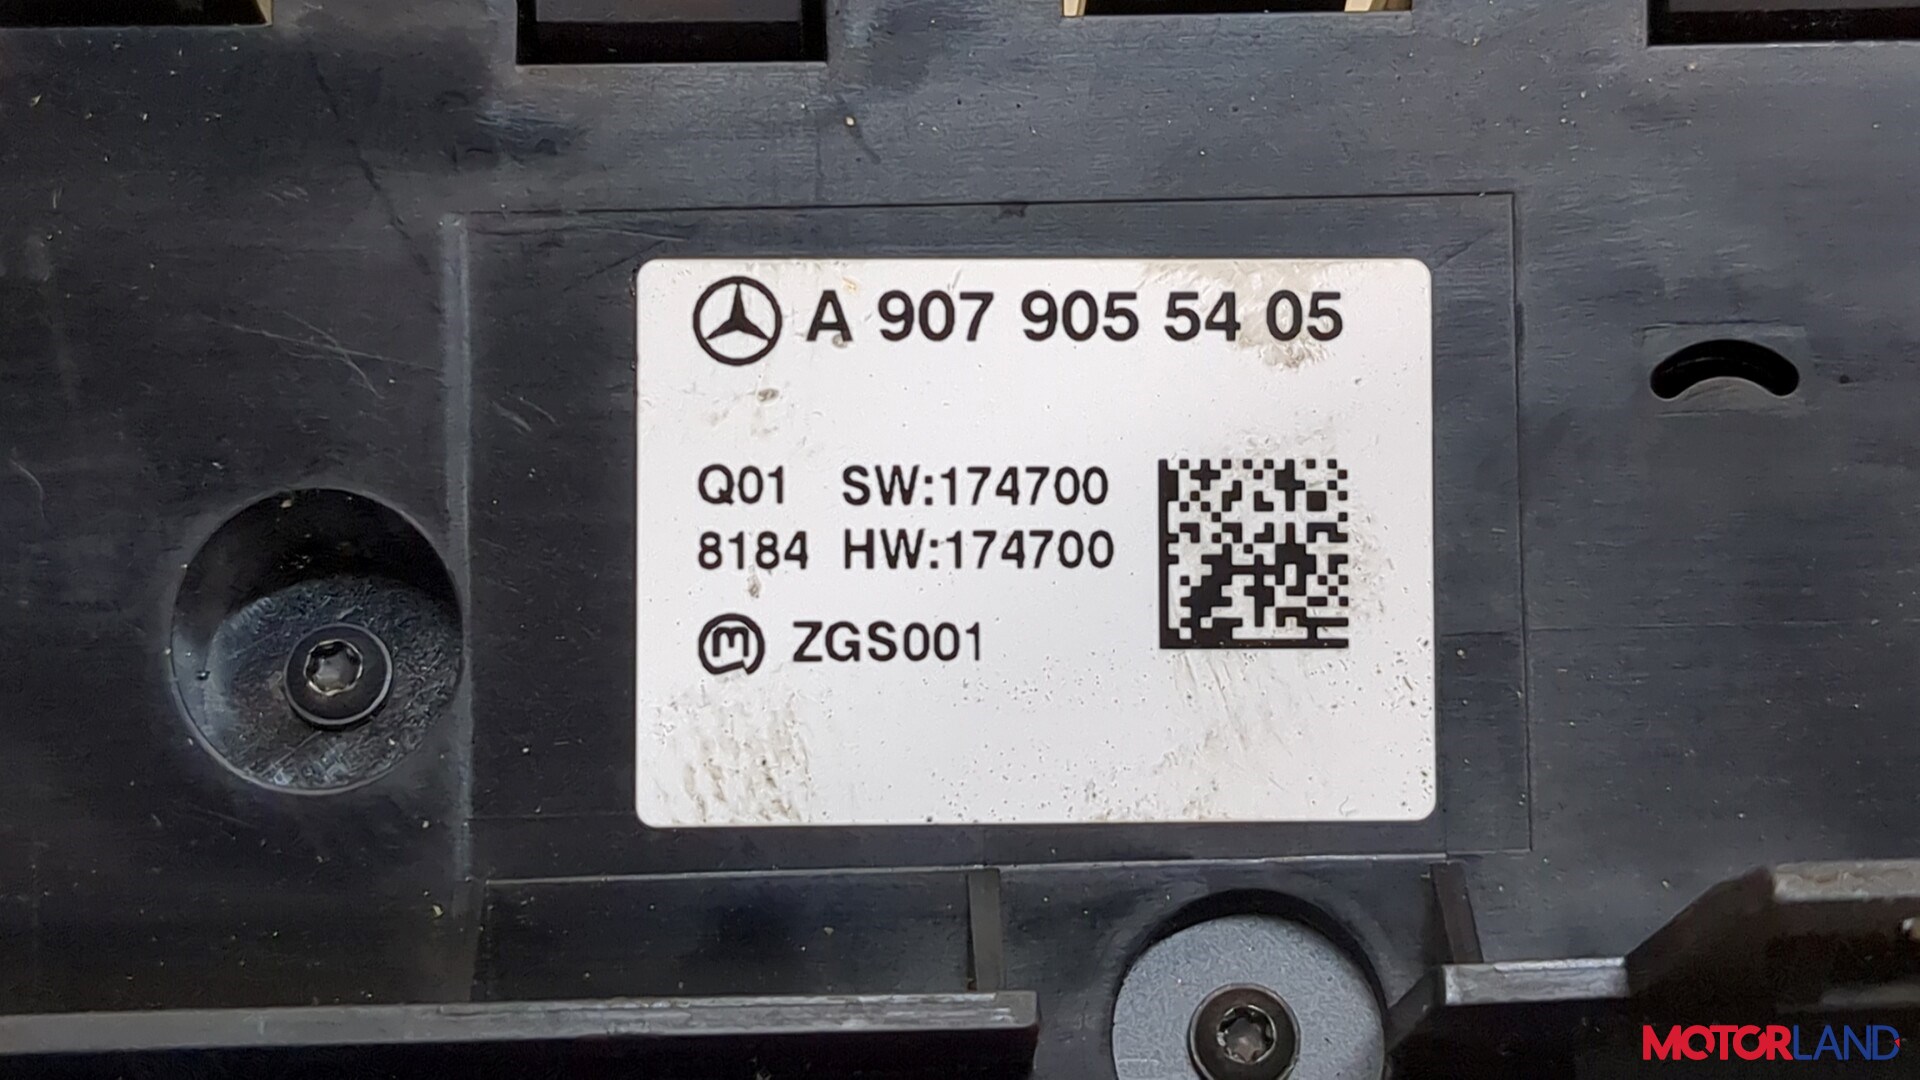 A 907 905 54 05
Q01 SW:174700
8184 HW:174700
m ZGS001
MOTORLAND